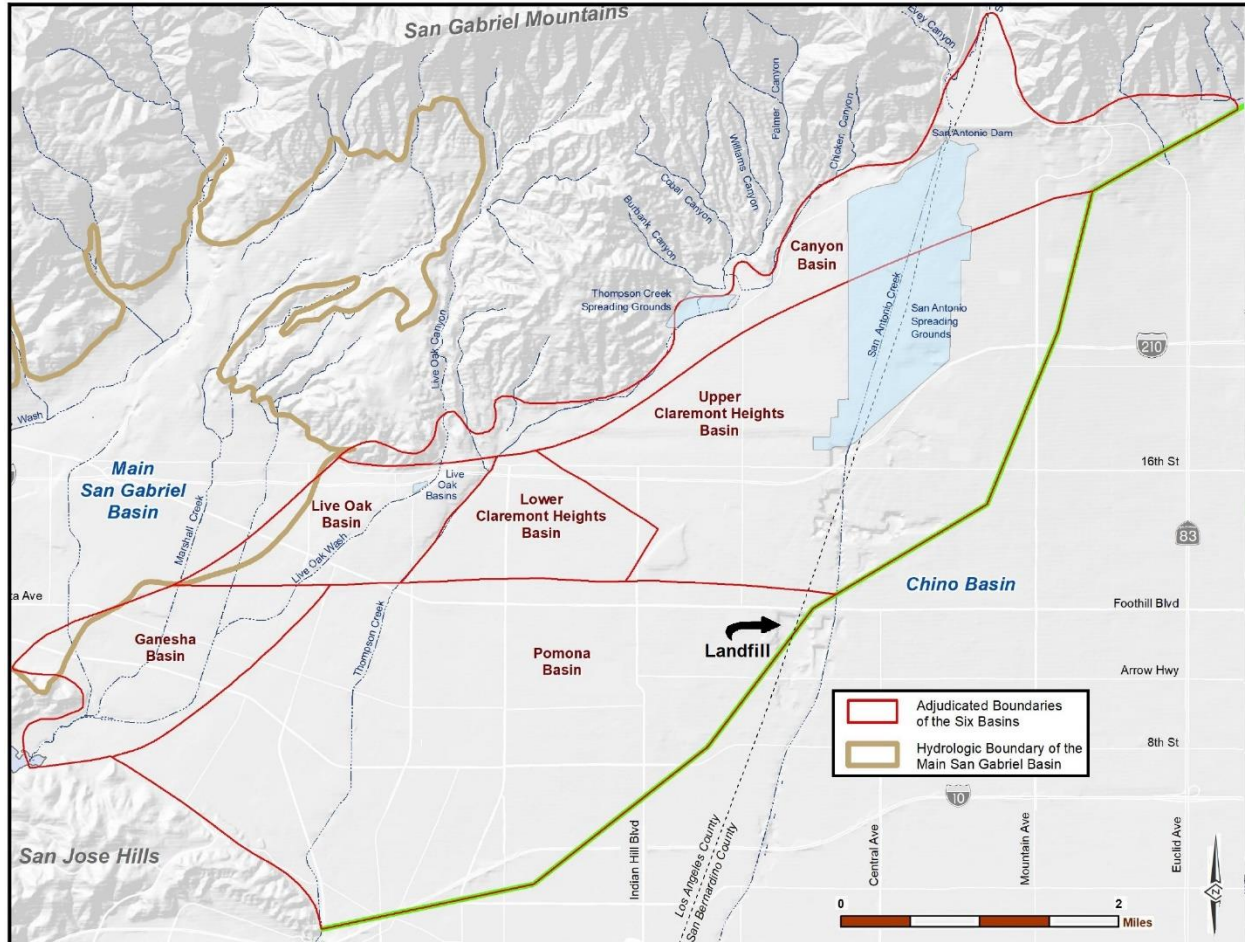 San Gabriel Mountains
Evey Canyon
Palmer Canyon
Williams Canyon
Chicken Canyon
Cobal Canyon
Burbank Canyon
San Antonio Dam
Canyon
Basin
Thompson Creek
Spreading Grounds
San Antonio Creek
San Antonio
Spreading
Grounds
210
Live Oak Canyon
Wash
Upper
Claremont Heights
Basin
Main
San Gabriel
Basin
Marshall Creek
Live Oak
Basin
Live
Oak
Basins
Live Oak Wash
Lower
Claremont Heights
Basin
16th St
83
Chino Basin
Foothill Blvd
ta Ave
Ganesha
Basin
Thompson Creek
Pomona
Basin
Landfill
Arrow Hwy
Adjudicated Boundaries
of the Six Basins
Hydrologic Boundary of the
Main San Gabriel Basin
8th St
10
San Jose Hills
Indian Hill Blvd
Los Angeles County
San Bernardino County
Central Ave
Mountain Ave
Euclid Ave
0
2
Miles
N